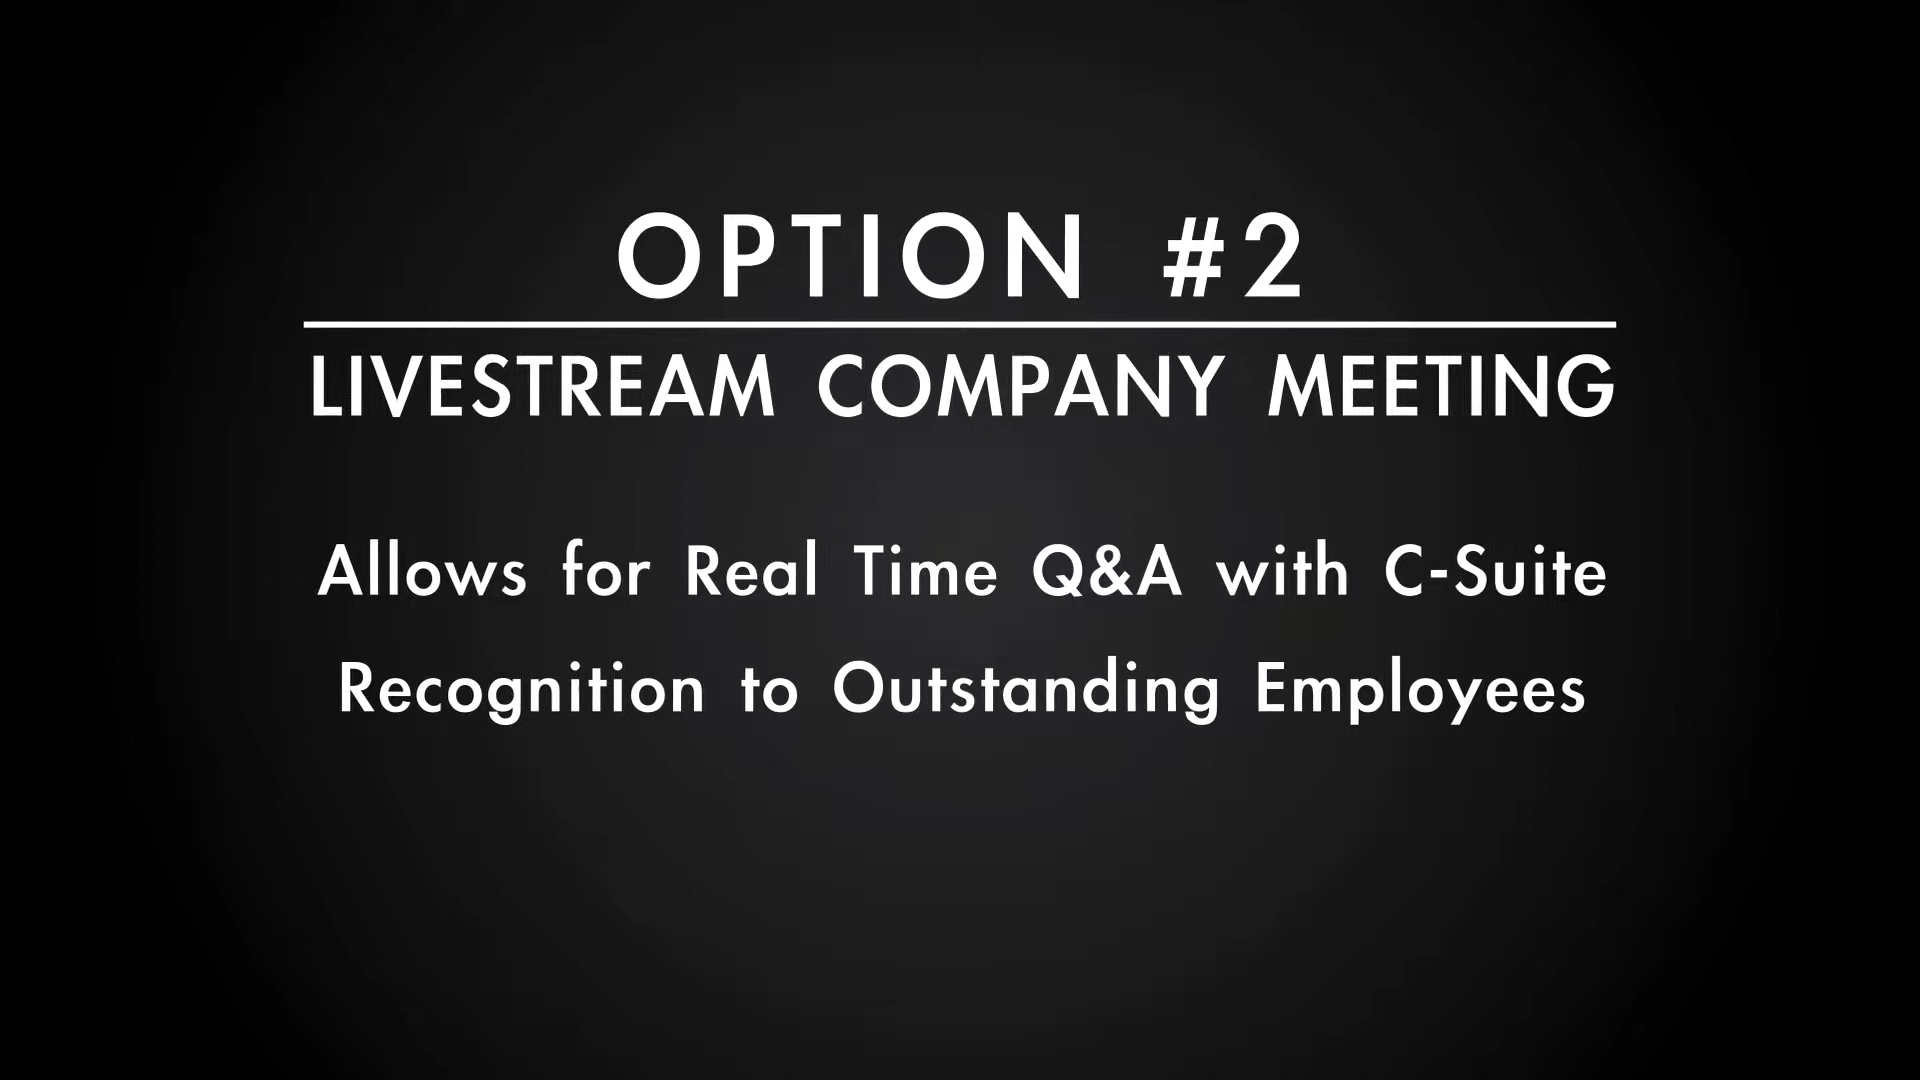 OPTION #2
LIVESTREAM COMPANY MEETING
Allows for Real Time Q&A with C-Suite
Recognition to Outstanding Employees